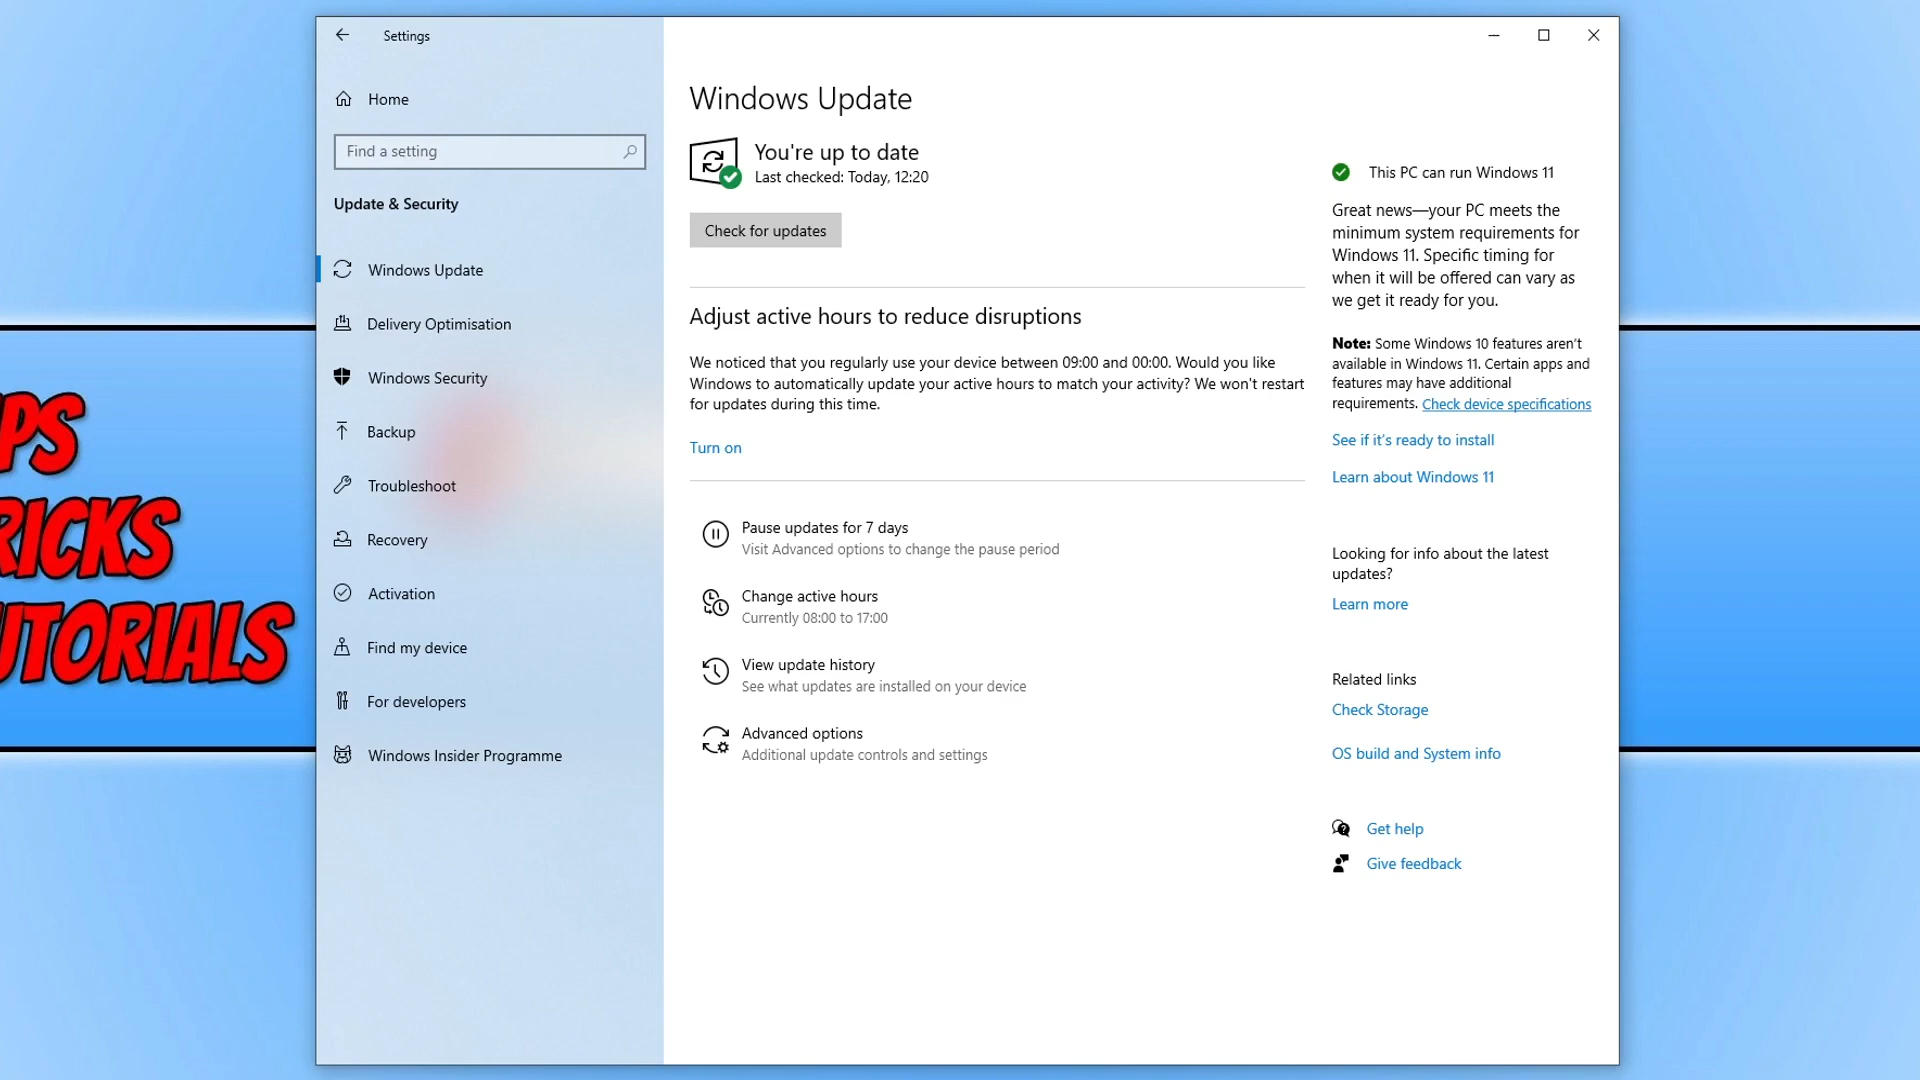 Settings
Home
Find a setting
Update & Security
Windows Update
Delivery Optimisation
Windows Security
Backup
Troubleshoot
Recovery
Activation
Find my device
For developers
Windows Insider Programme
Windows Update
You're up to date
Last checked: Today, 12:20
Check for updates
Adjust active hours to reduce disruptions
We noticed that you regularly use your device between 09:00 and 00:00. Would you like
Windows to automatically update your active hours to match your activity? We won't restart
for updates during this time.
Turn on
Pause updates for 7 days
Visit Advanced options to change the pause period
Change active hours
Currently 08:00 to 17:00
View update history
See what updates are installed on your device
Advanced options
Additional update controls and settings
This PC can run Windows 11
Great news—your PC meets the
minimum system requirements for
Windows 11. Specific timing for
when it will be offered can vary as
we get it ready for you.
Note: Some Windows 10 features aren't
available in Windows 11. Certain apps and
features may have additional
requirements. Check device specifications
See if it's ready to install
Learn about Windows 11
Looking for info about the latest
updates?
Learn more
Related links
Check Storage
OS build and System info
Get help
Give feedback
PS
RICKS
UTORIALS